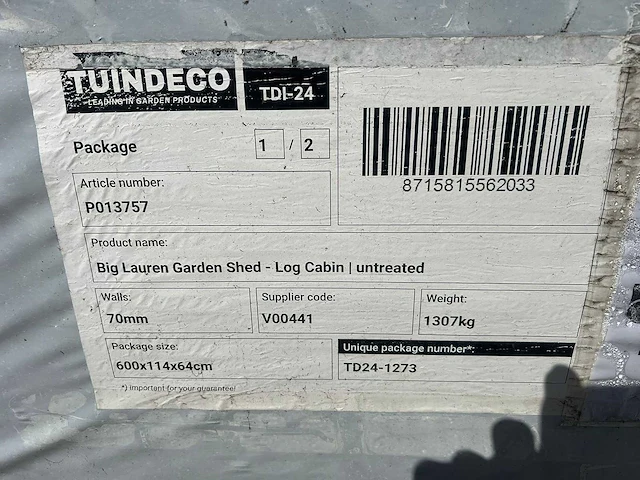 TUINDECO
LEADING IN GARDEN PRODUCTS
TDI-24
Package 1 / 2
8715815562033
Article number:
P013757
Product name:
Big Lauren Garden Shed - Log Cabin | untreated
Walls:
70mm
Supplier code:
V00441
Weight:
1307kg
Package size:
600x114x64cm
Unique package number*:
TD24-1273
*) important for your guarantee!